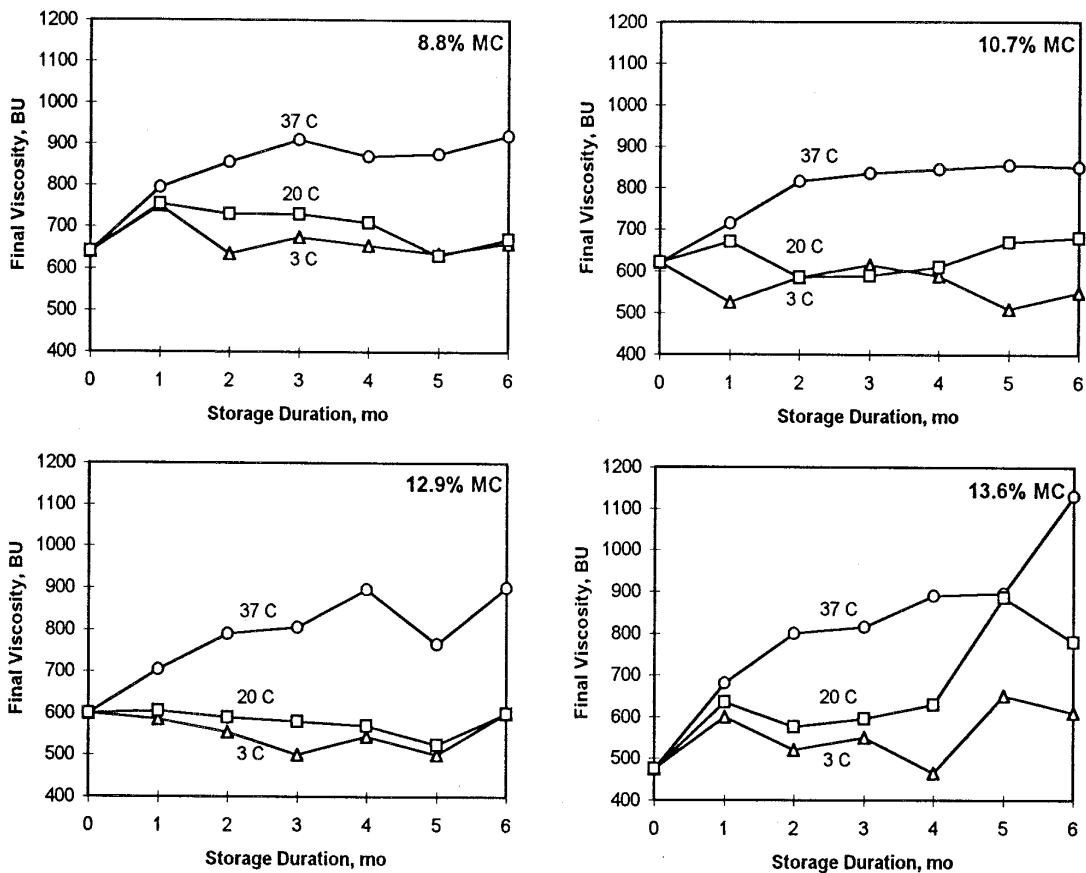 1200
1100
1000
900
800
700
600
500
400
Final Viscosity, BU
8.8% MC
37 C
20 C
3 C
0 1 2 3 4 5 6
Storage Duration, mo
1200
1100
1000
900
800
700
600
500
400
Final Viscosity, BU
10.7% MC
37 C
20 C
3 C
0 1 2 3 4 5 6
Storage Duration, mo
1200
1100
1000
900
800
700
600
500
400
Final Viscosity, BU
12.9% MC
37 C
20 C
3 C
0 1 2 3 4 5 6
Storage Duration, mo
1200
1100
1000
900
800
700
600
500
400
Final Viscosity, BU
13.6% MC
37 C
20 C
3 C
0 1 2 3 4 5 6
Storage Duration, mo